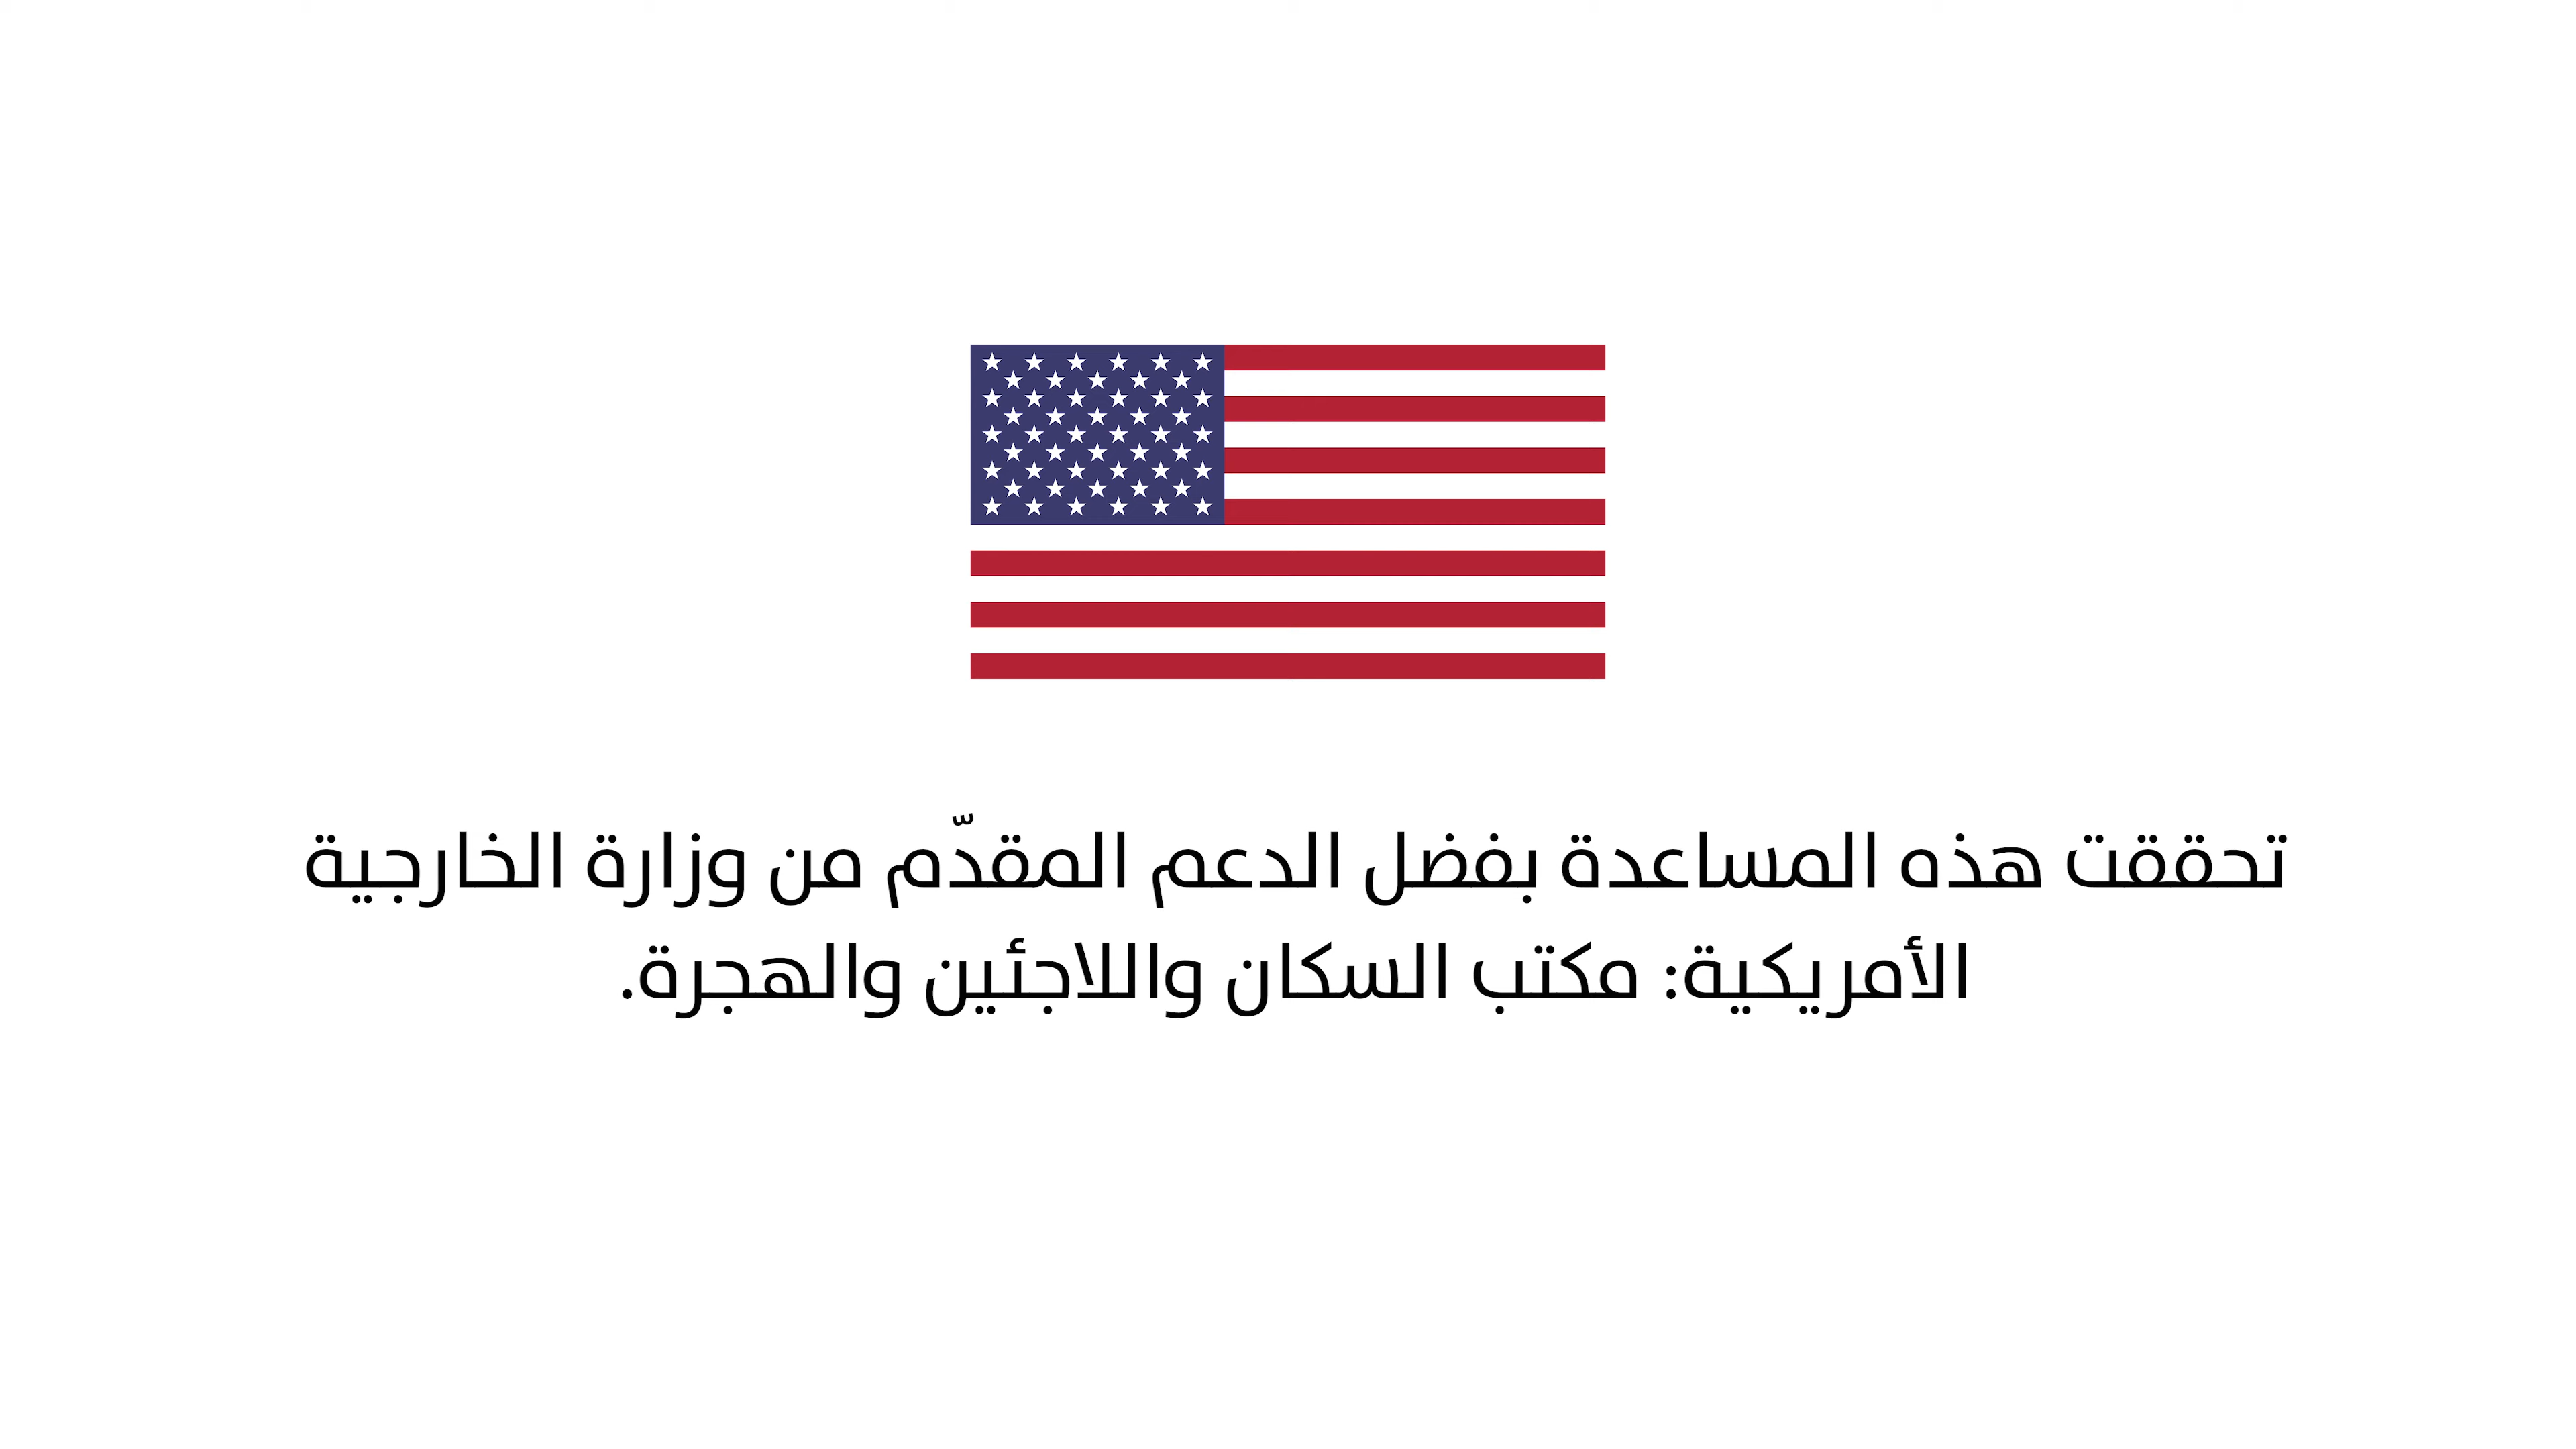 تحققت هذه المساعدة بفضل الدعم المقدّم من وزارة الخارجية
الأمريكية: مكتب السكان واللاجئين والهجرة.